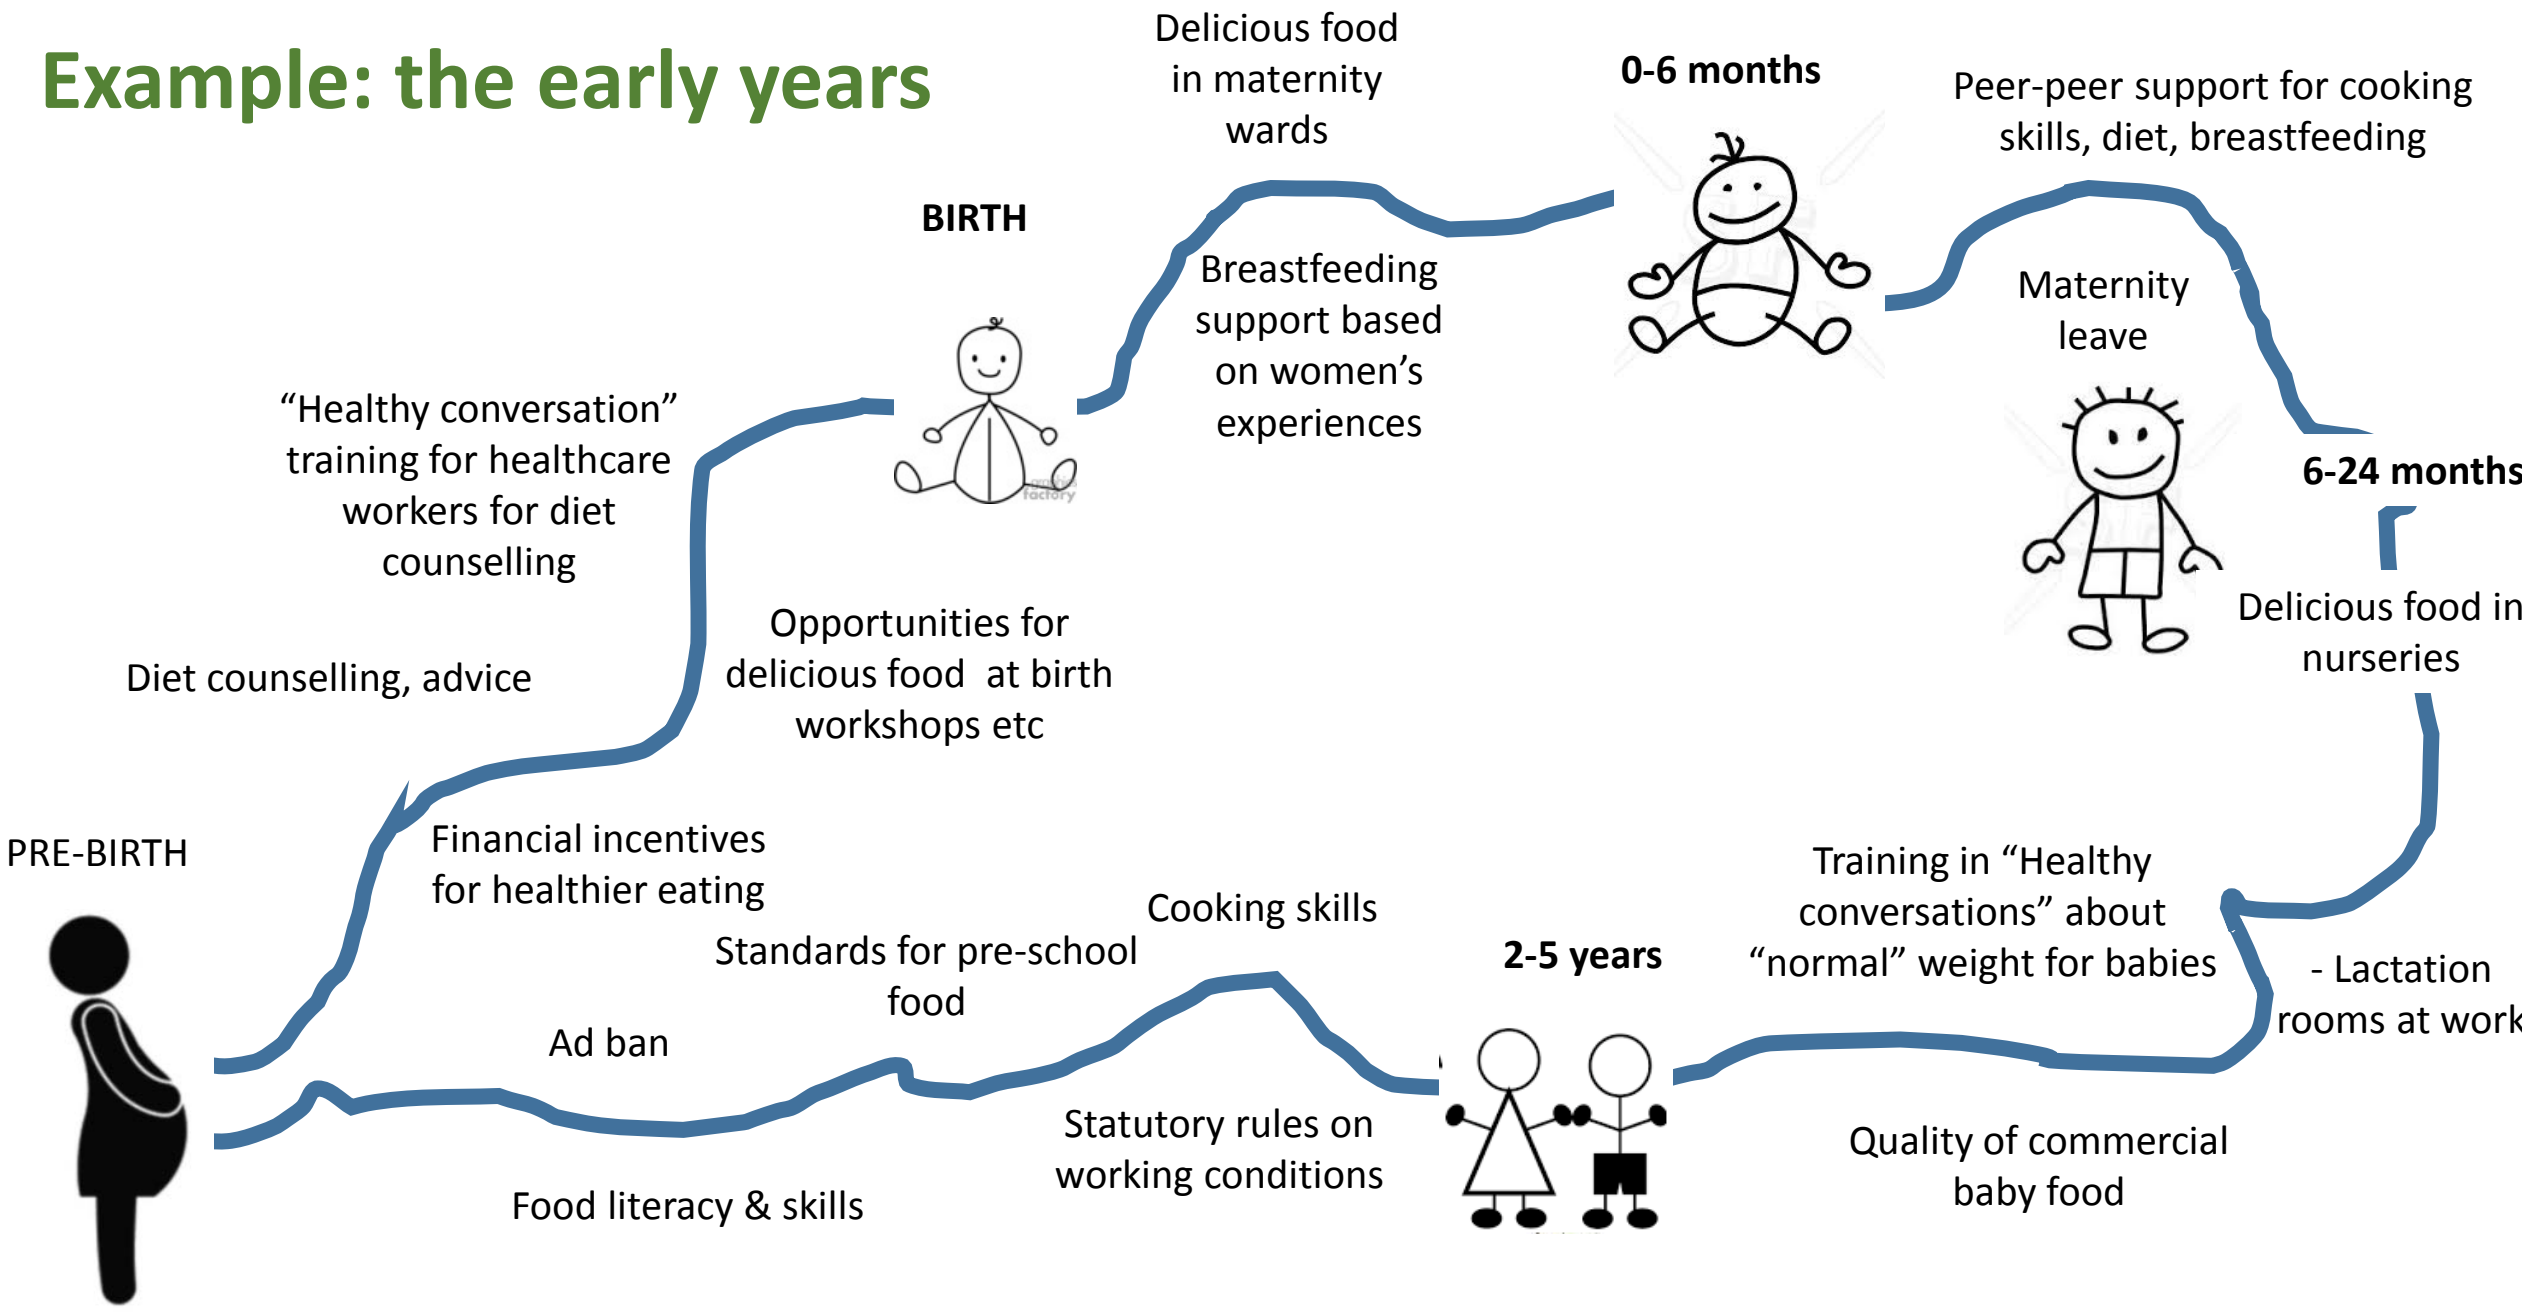 Example: the early years
Delicious food
in maternity
wards
0-6 months
Peer-peer support for cooking
skills, diet, breastfeeding
BIRTH
Breastfeeding
support based
on women’s
experiences
Maternity
leave
“Healthy conversation”
training for healthcare
workers for diet
counselling
6-24 months
Opportunities for
delicious food at birth
workshops etc
Delicious food in
nurseries
Diet counselling, advice
PRE-BIRTH
Financial incentives
for healthier eating
Cooking skills
Standards for pre-school
food
2-5 years
Training in “Healthy
conversations” about
“normal” weight for babies
- Lactation
rooms at work
Ad ban
Statutory rules on
working conditions
Quality of commercial
baby food
Food literacy & skills
factory